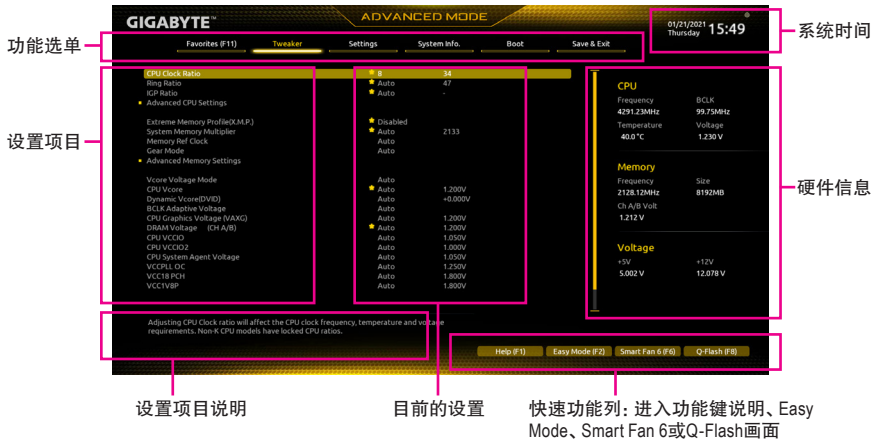 GIGABYTE™
ADVANCED MODE
01/21/2021 Thursday 15:49
系统时间
功能选单
Favorites (F11) Tweaker Settings System Info. Boot Save & Exit
设置项目
CPU Clock Ratio 8 34
Ring Ratio Auto 47
IGP Ratio Auto -
Advanced CPU Settings
Extreme Memory Profile(X.M.P.) Disabled
System Memory Multiplier Auto 2133
Memory Ref Clock Auto
Gear Mode Auto
Advanced Memory Settings
Vcore Voltage Mode Auto
CPU Vcore Auto 1.200V
Dynamic Vcore(DVID) Auto +0.000V
BCLK Adaptive Voltage Auto
CPU Graphics Voltage (VAXG) Auto 1.200V
DRAM Voltage (CH A/B) Auto 1.200V
CPU VCCIO Auto 1.050V
CPU VCCIO2 Auto 1.000V
CPU System Agent Voltage Auto 1.050V
VCCPLL OC Auto 1.250V
VCC18 PCH Auto 1.800V
VCC1V8P Auto 1.800V
CPU
Frequency BCLK
4291.23MHz 99.75MHz
Temperature Voltage
40.0 °C 1.230 V
Memory
Frequency Size
2128.12MHz 8192MB
Ch A/B Volt
1.212 V
Voltage
+5V +12V
5.002 V 12.078 V
硬件信息
Adjusting CPU Clock ratio will affect the CPU clock frequency, temperature and voltage
requirements. Non-K CPU models have locked CPU ratios.
Help (F1) Easy Mode (F2) Smart Fan 6 (F6) Q-Flash (F8)
设置项目说明
目前的设置
快速功能列: 进入功能键说明、Easy
Mode、Smart Fan 6或Q-Flash画面